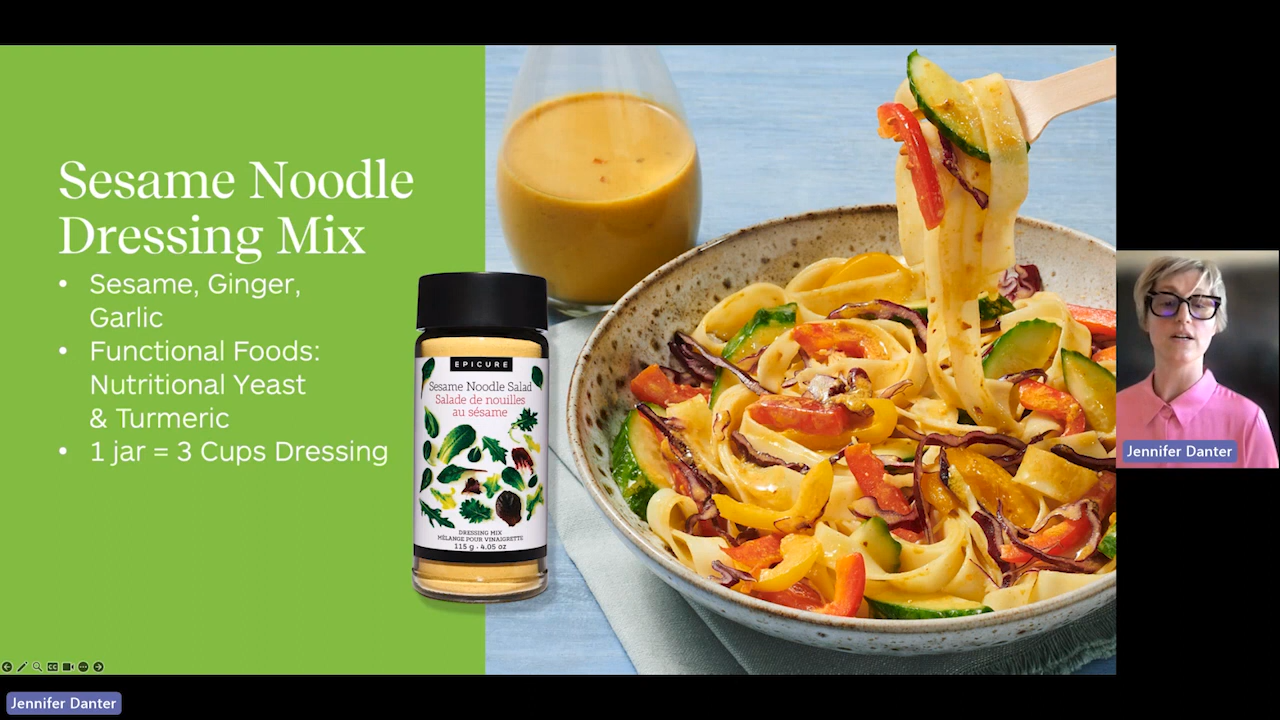 Sesame Noodle
Dressing Mix
• Sesame, Ginger,
Garlic
• Functional Foods:
Nutritional Yeast
& Turmeric
• 1 jar = 3 Cups Dressing
EPICURE
Sesame Noodle Salad
Salade de nouilles
au sésame
DRESSING MIX
MÉLANGE POUR VINAIGRETTE
115 g • 4.05 oz
Jennifer Danter
CC
Jennifer Danter